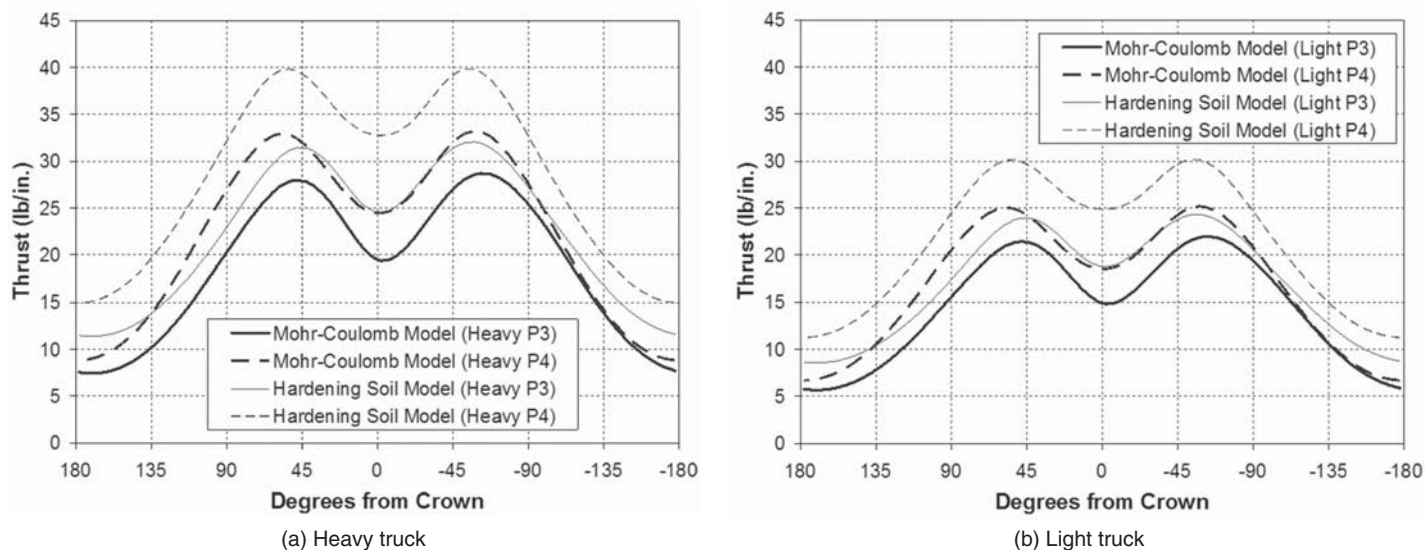 45
40
35
30
25
20
15
10
5
0
Thrust (lb/in.)
Mohr-Coulomb Model (Heavy P3)
Mohr-Coulomb Model (Heavy P4)
Hardening Soil Model (Heavy P3)
Hardening Soil Model (Heavy P4)
180 135 90 45 0 -45 -90 -135 -180
Degrees from Crown
(a) Heavy truck
45
40
35
30
25
20
15
10
5
0
Thrust (lb/in.)
Mohr-Coulomb Model (Light P3)
Mohr-Coulomb Model (Light P4)
Hardening Soil Model (Light P3)
Hardening Soil Model (Light P4)
180 135 90 45 0 -45 -90 -135 -180
Degrees from Crown
(b) Light truck